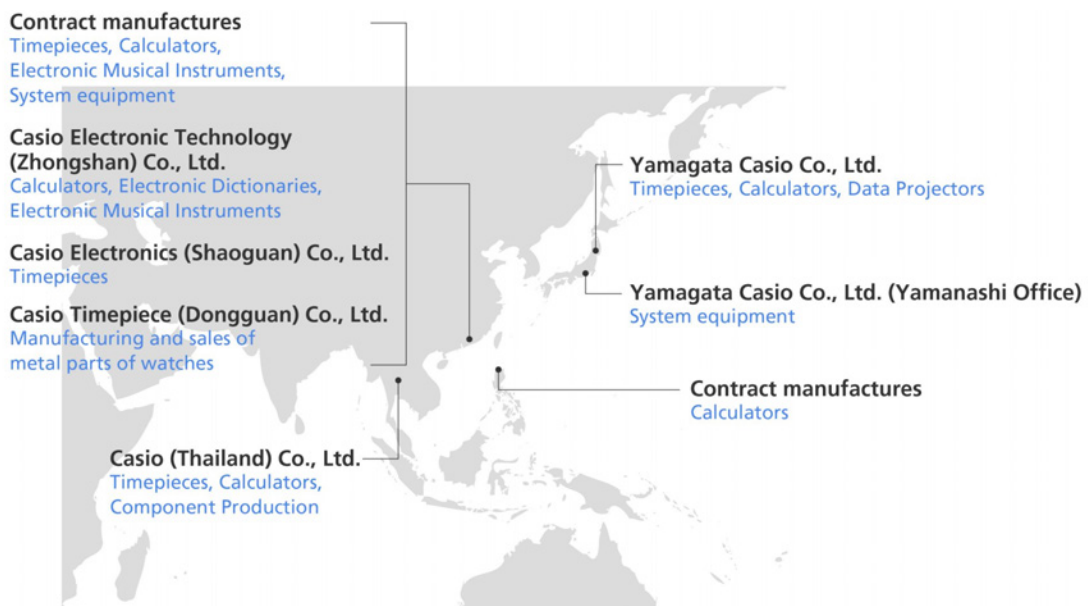 Contract manufactures
Timepieces, Calculators,
Electronic Musical Instruments,
System equipment
Casio Electronic Technology
(Zhongshan) Co., Ltd.
Calculators, Electronic Dictionaries,
Electronic Musical Instruments
Casio Electronics (Shaoguan) Co., Ltd.
Timepieces
Casio Timepiece (Dongguan) Co., Ltd.
Manufacturing and sales of
metal parts of watches
Casio (Thailand) Co., Ltd.
Timepieces, Calculators,
Component Production
Yamagata Casio Co., Ltd.
Timepieces, Calculators, Data Projectors
Yamagata Casio Co., Ltd. (Yamanashi Office)
System equipment
Contract manufactures
Calculators